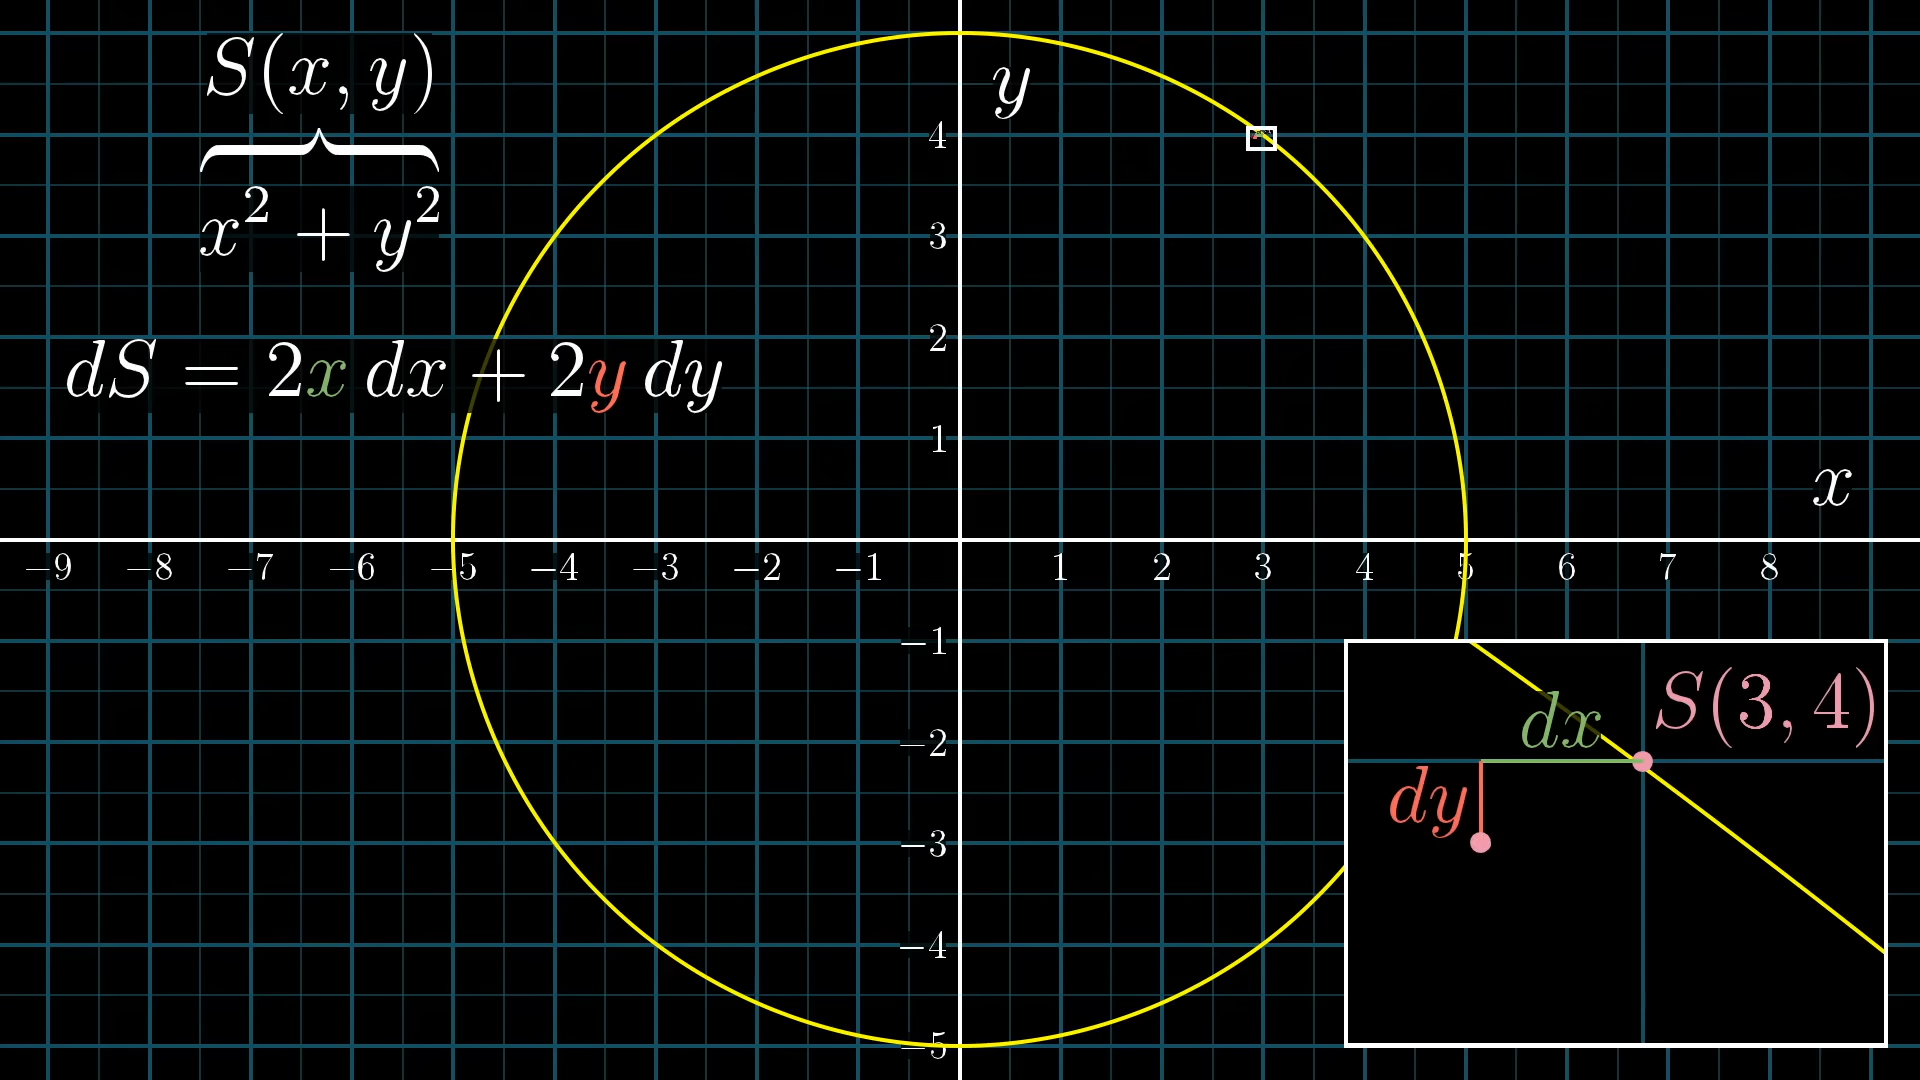 S(x, y)
x² + y²
dS = 2x dx + 2y dy
y
4
3
2
1
x
−9 −8 −7 −6 −5 −4 −3 −2 −1 1 2 3 4 5 6 7 8
−1
−2
−3
−4
−5
S(3, 4)
dx
dy